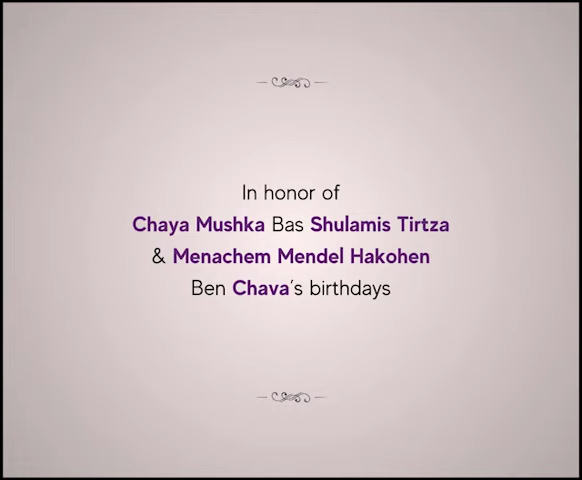 In honor of
Chaya Mushka Bas Shulamis Tirtza
& Menachem Mendel Hakohen
Ben Chava's birthdays